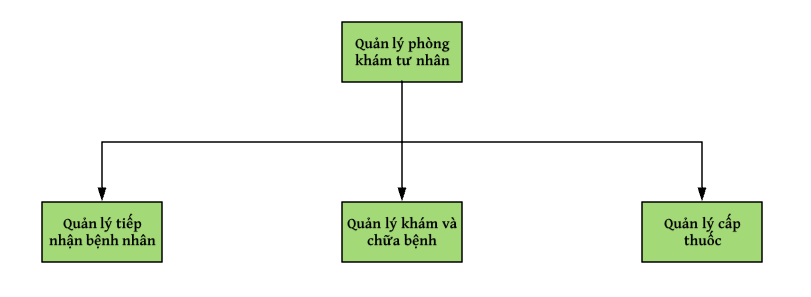 Quản lý phòng
khám tư nhân
Quản lý tiếp
nhận bệnh nhân
Quản lý khám và
chữa bệnh
Quản lý cấp
thuốc